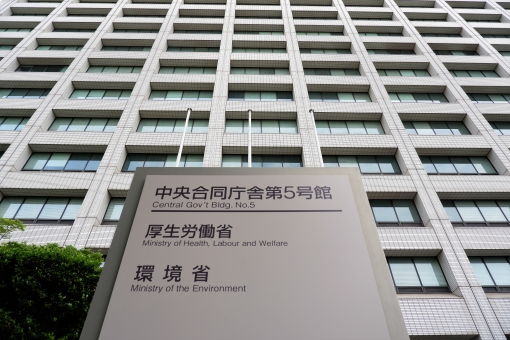 中央合同庁舎第5号館
Central Gov't Bldg. No.5
厚生労働省
Ministry of Health, Labour and Welfare
環境省
Ministry of the Environment